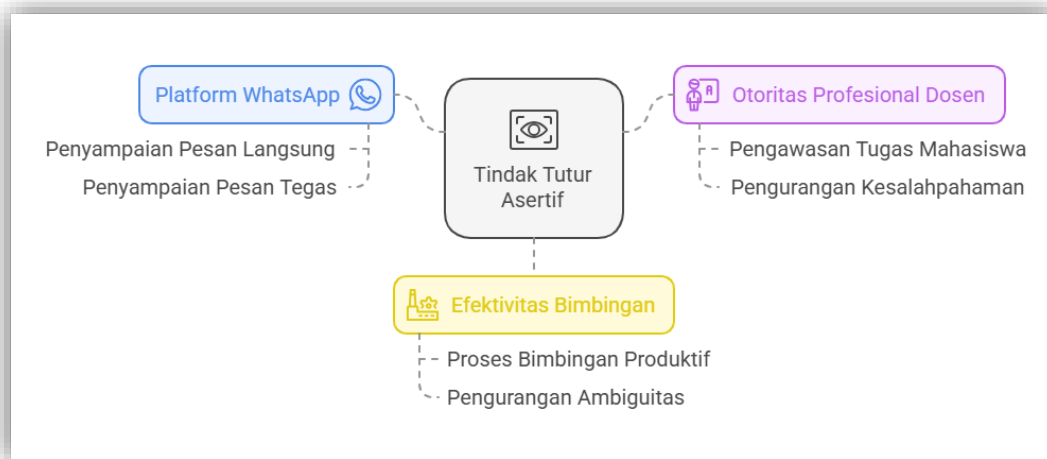 Platform WhatsApp
Penyampaian Pesan Langsung
Penyampaian Pesan Tegas
Tindak Tutur
Asertif
Otoritas Profesional Dosen
Pengawasan Tugas Mahasiswa
Pengurangan Kesalahpahaman
Efektivitas Bimbingan
Proses Bimbingan Produktif
Pengurangan Ambiguitas